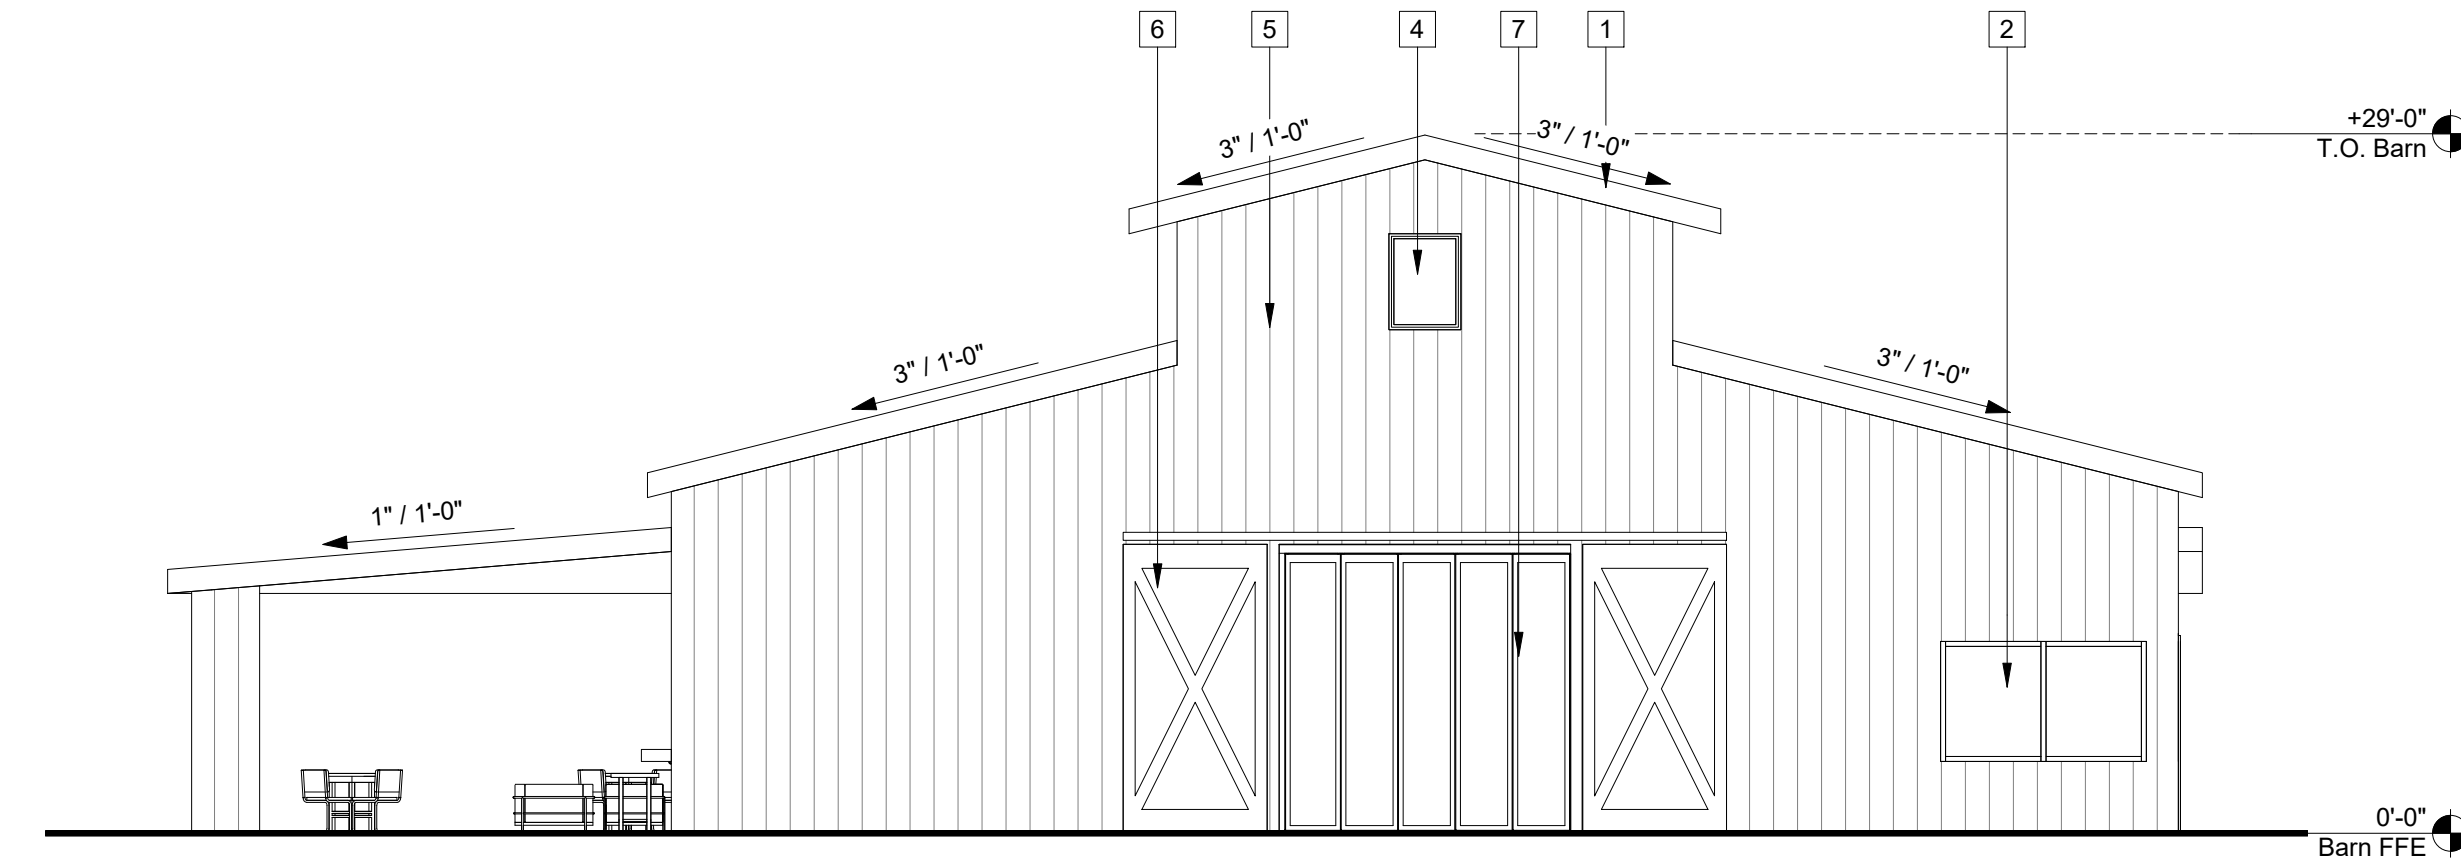 6
5
4
7
1
2
+29'-0"
T.O. Barn
3" / 1'-0"
3" / 1'-0"
3" / 1'-0"
3" / 1'-0"
1" / 1'-0"
0'-0"
Barn FFE